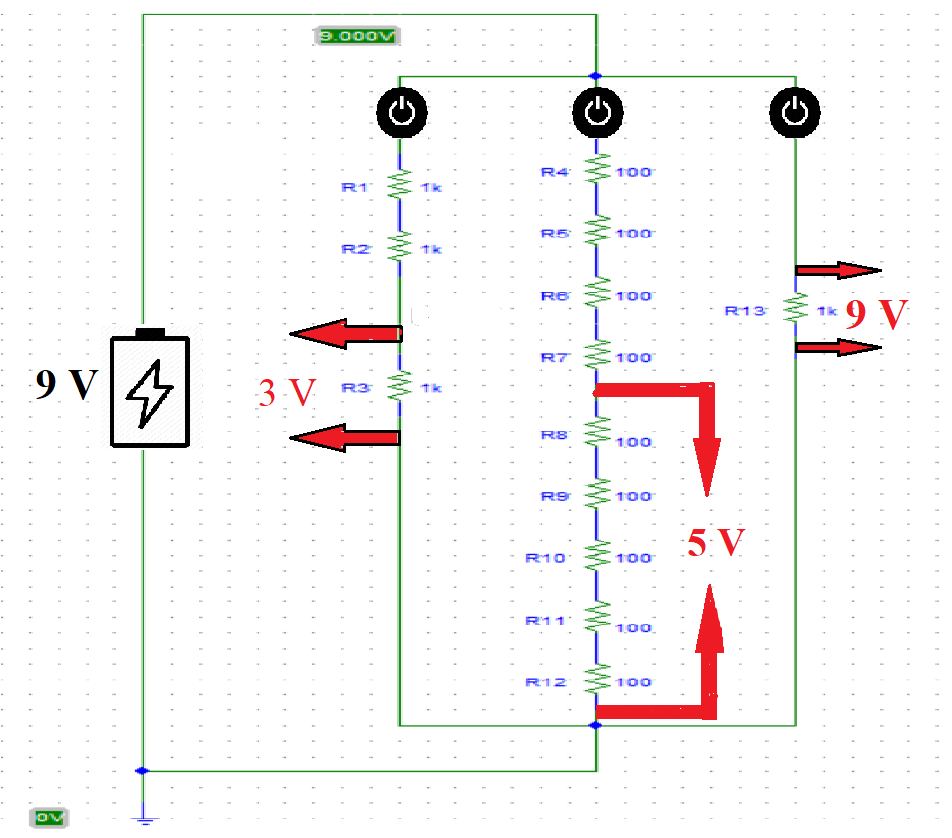 9.000V
R1 1k
R2 1k
R3 1k
3 V
9 V
R4 100
R5 100
R6 100
R7 100
R8 100
R9 100
R10 100
R11 100
R12 100
5 V
R13 1k
9 V
0V